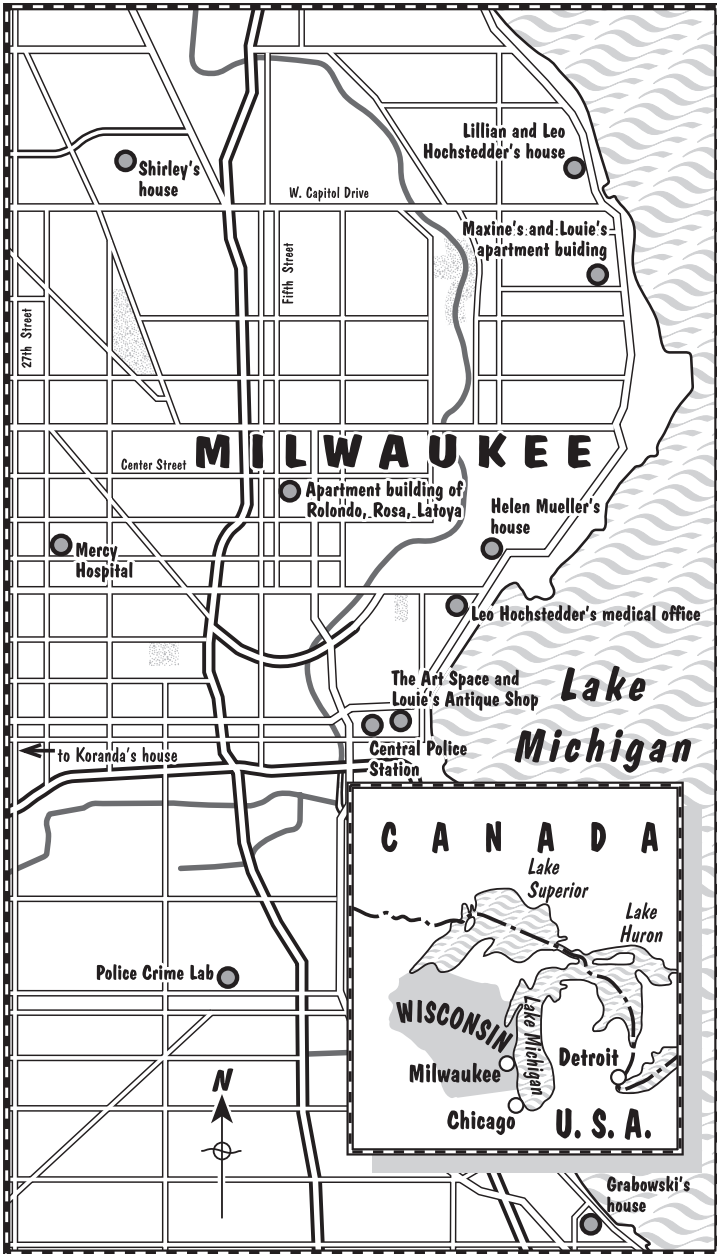 Lillian and Leo
Hochstedder's house
Shirley's
house
W. Capitol Drive
Maxine's and Louie's
apartment buiding
Fifth Street
27th Street
MILWAUKEE
Center Street
Apartment building of
Rolondo, Rosa, Latoya
Helen Mueller's
house
Mercy
Hospital
Leo Hochstedder's medical office
The Art Space and
Louie's Antique Shop
Lake
Michigan
to Koranda's house
Central Police
Station
CANADA
Lake
Superior
Lake
Huron
Police Crime Lab
WISCONSIN
Lake Michigan
Detroit
Milwaukee
Chicago
U.S.A.
N
Grabowski's
house